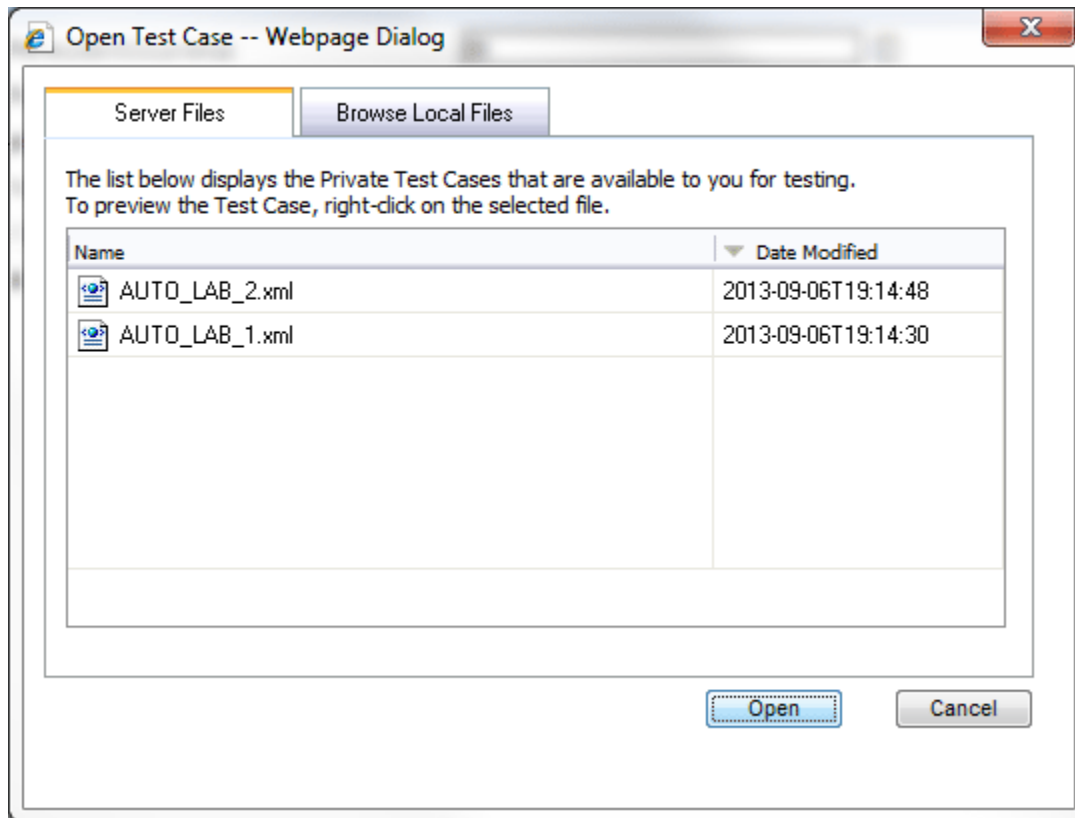 Open Test Case -- Webpage Dialog
Server Files
Browse Local Files
The list below displays the Private Test Cases that are available to you for testing.
To preview the Test Case, right-click on the selected file.
Name Date Modified
AUTO_LAB_2.xml 2013-09-06T19:14:48
AUTO_LAB_1.xml 2013-09-06T19:14:30
Open Cancel